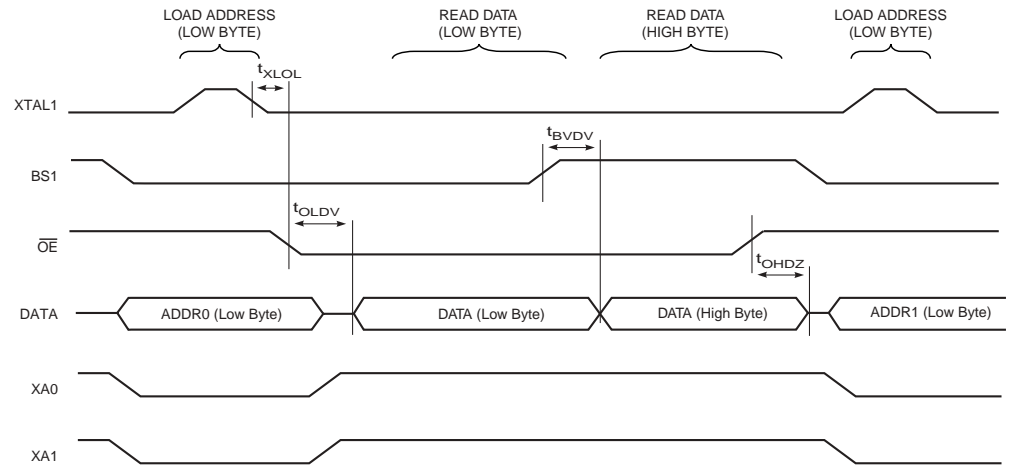 LOAD ADDRESS
(LOW BYTE)
READ DATA
(LOW BYTE)
READ DATA
(HIGH BYTE)
LOAD ADDRESS
(LOW BYTE)
tXLOL
XTAL1
tBVDV
BS1
tOLDV
OE
tOHDZ
DATA
ADDR0 (Low Byte)
DATA (Low Byte)
DATA (High Byte)
ADDR1 (Low Byte)
XA0
XA1